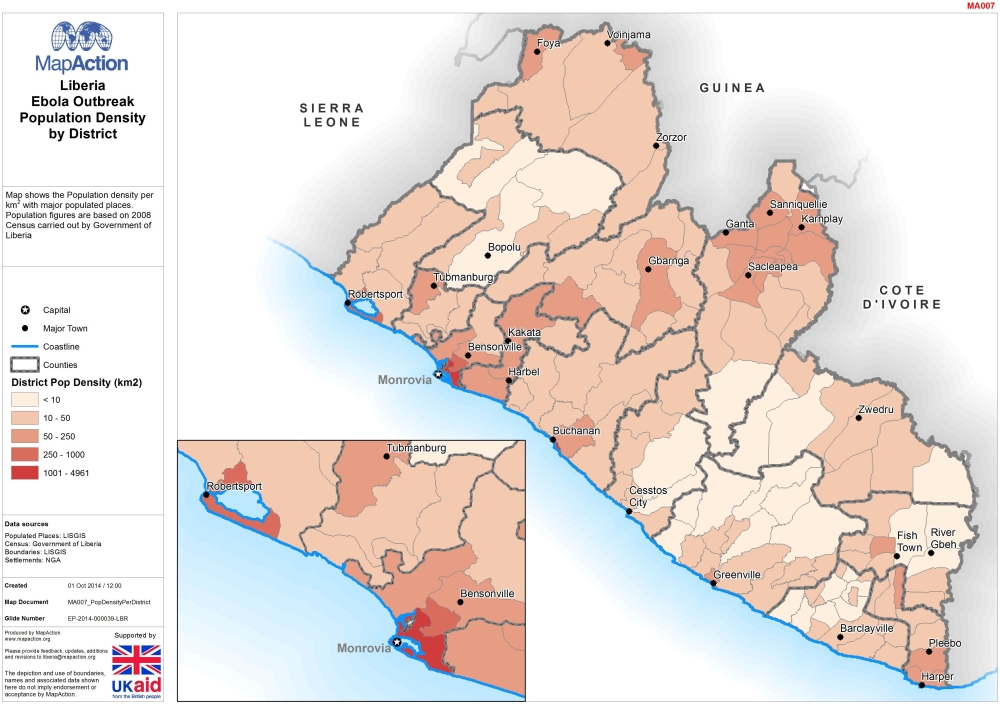 MA007
MapAction
Liberia
Ebola Outbreak
Population Density
by District
Map shows the Population density per
km2 with major populated places.
Population figures are based on 2008
Census carried out by Government of
Liberia
Capital
Major Town
Coastline
Counties
District Pop Density (km2)
< 10
10 - 50
50 - 250
250 - 1000
1001 - 4961
Data sources
Populated Places: LISGIS
Census: Government of Liberia
Boundaries: LISGIS
Settlements: NGA
Created 01 Oct 2014 / 12:00
Map Document MA007_PopDensityPerDistrict
Glide Number EP-2014-000039-LBR
Produced by MapAction
www.mapaction.org
Please provide feedback, updates, additions
and revisions to liberia@mapaction.org
The depiction and use of boundaries,
names and associated data shown
here do not imply endorsement or
acceptance by MapAction.
Supported by
UKaid
from the British people
SIERRA
LEONE
GUINEA
COTE
D'IVOIRE
Foya
Voinjama
Zorzor
Sanniquellie
Karnplay
Ganta
Sacleapea
Gbarnga
Bopolu
Tubmanburg
Robertsport
Kakata
Bensonville
Harbel
Monrovia
Buchanan
Zwedru
Cesstos
City
Fish
Town
River
Gbeh
Greenville
Barclayville
Pleebo
Harper
Tubmanburg
Robertsport
Bensonville
Monrovia